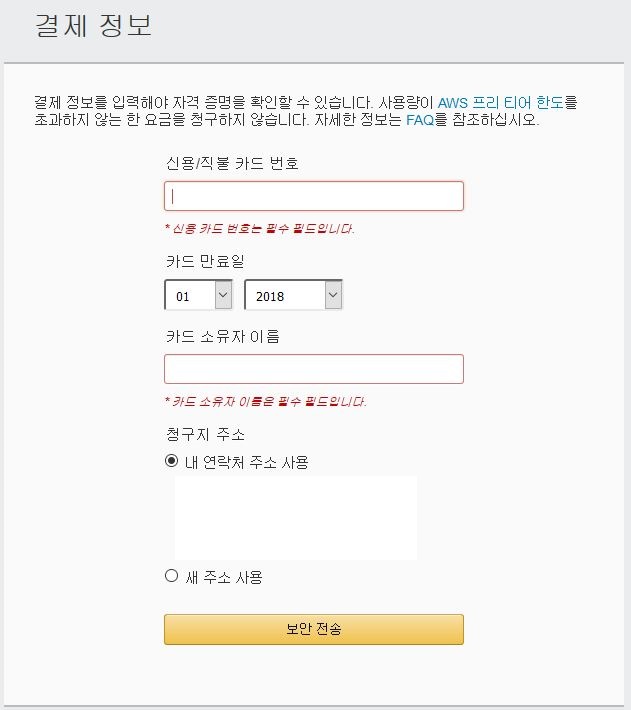 결제 정보
결제 정보를 입력해야 자격 증명을 확인할 수 있습니다. 사용량이 AWS 프리 티어 한도를
초과하지 않는 한 요금을 청구하지 않습니다. 자세한 정보는 FAQ를 참조하십시오.
신용/직불 카드 번호
* 신용 카드 번호는 필수 필드입니다.
카드 만료일
01 2018
카드 소유자 이름
* 카드 소유자 이름은 필수 필드입니다.
청구지 주소
내 연락처 주소 사용
새 주소 사용
보안 전송